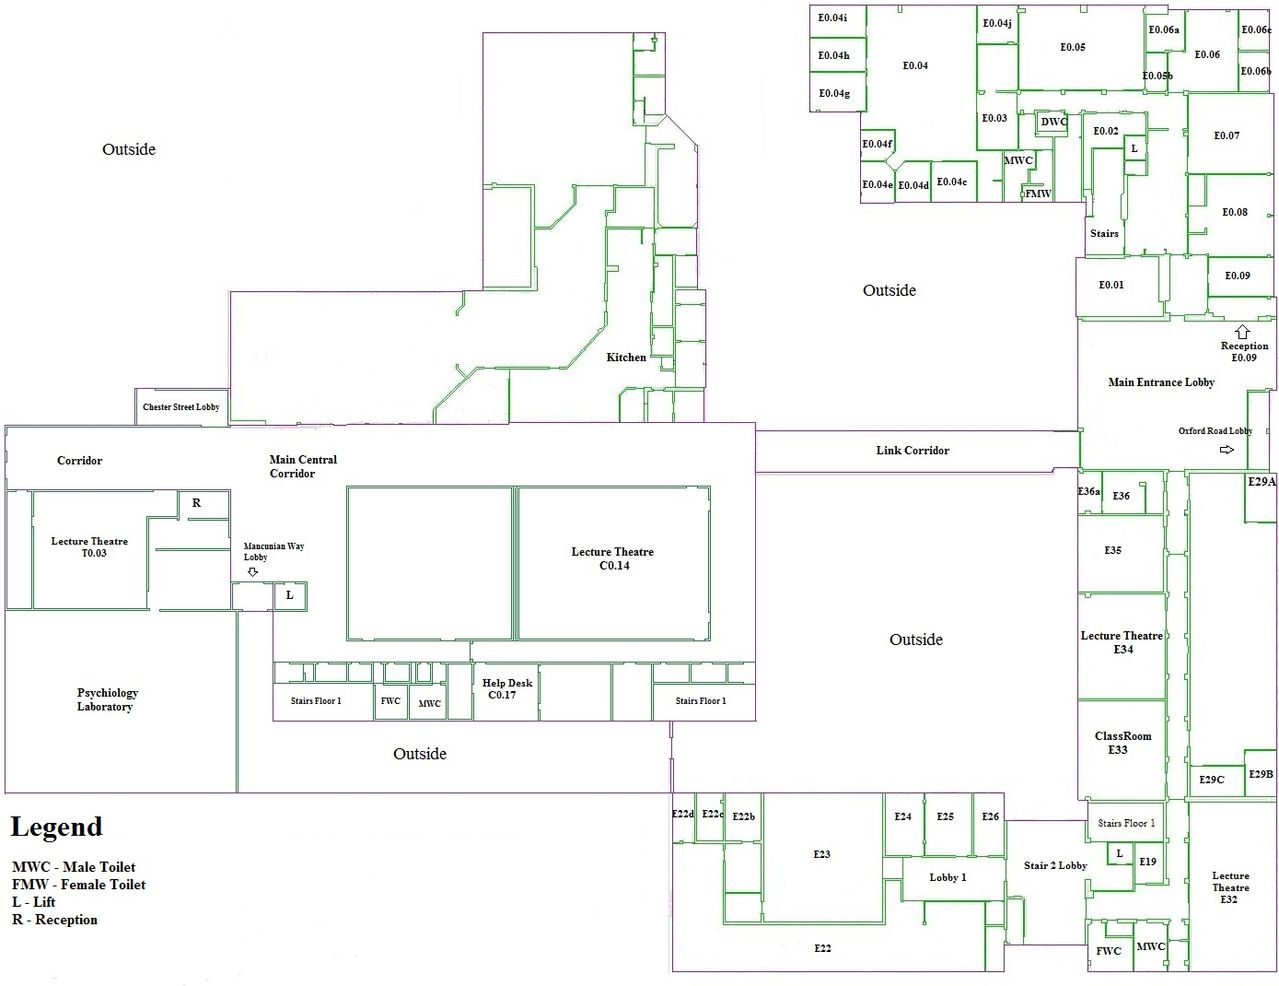 E0.04i
E0.04j
E0.06a
E0.06c
E0.04h
E0.04
E0.05
E0.06
E0.05b
E0.06b
E0.04g
E0.03
DWC
E0.02
E0.07
L
E0.04f
MWC
E0.04e
E0.04d
E0.04c
FMW
E0.08
Stairs
E0.01
E0.09
Outside
Outside
Kitchen
Reception
E0.09
Main Entrance Lobby
Chester Street Lobby
Oxford Road Lobby
Corridor
Main Central
Corridor
Link Corridor
E36a
E36
E29A
R
Lecture Theatre
T0.03
Mancunian Way
Lobby
L
Lecture Theatre
C0.14
E35
Outside
Lecture Theatre
E34
Psychiology
Laboratory
Stairs Floor 1
FWC
MWC
Help Desk
C0.17
Stairs Floor 1
ClassRoom
E33
Outside
E29C
E29B
E22d
E22c
E22b
E23
E24
E25
E26
Stairs Floor 1
L
E19
Stair 2 Lobby
Lobby 1
Lecture
Theatre
E32
E22
FWC
MWC
Legend
MWC - Male Toilet
FMW - Female Toilet
L - Lift
R - Reception